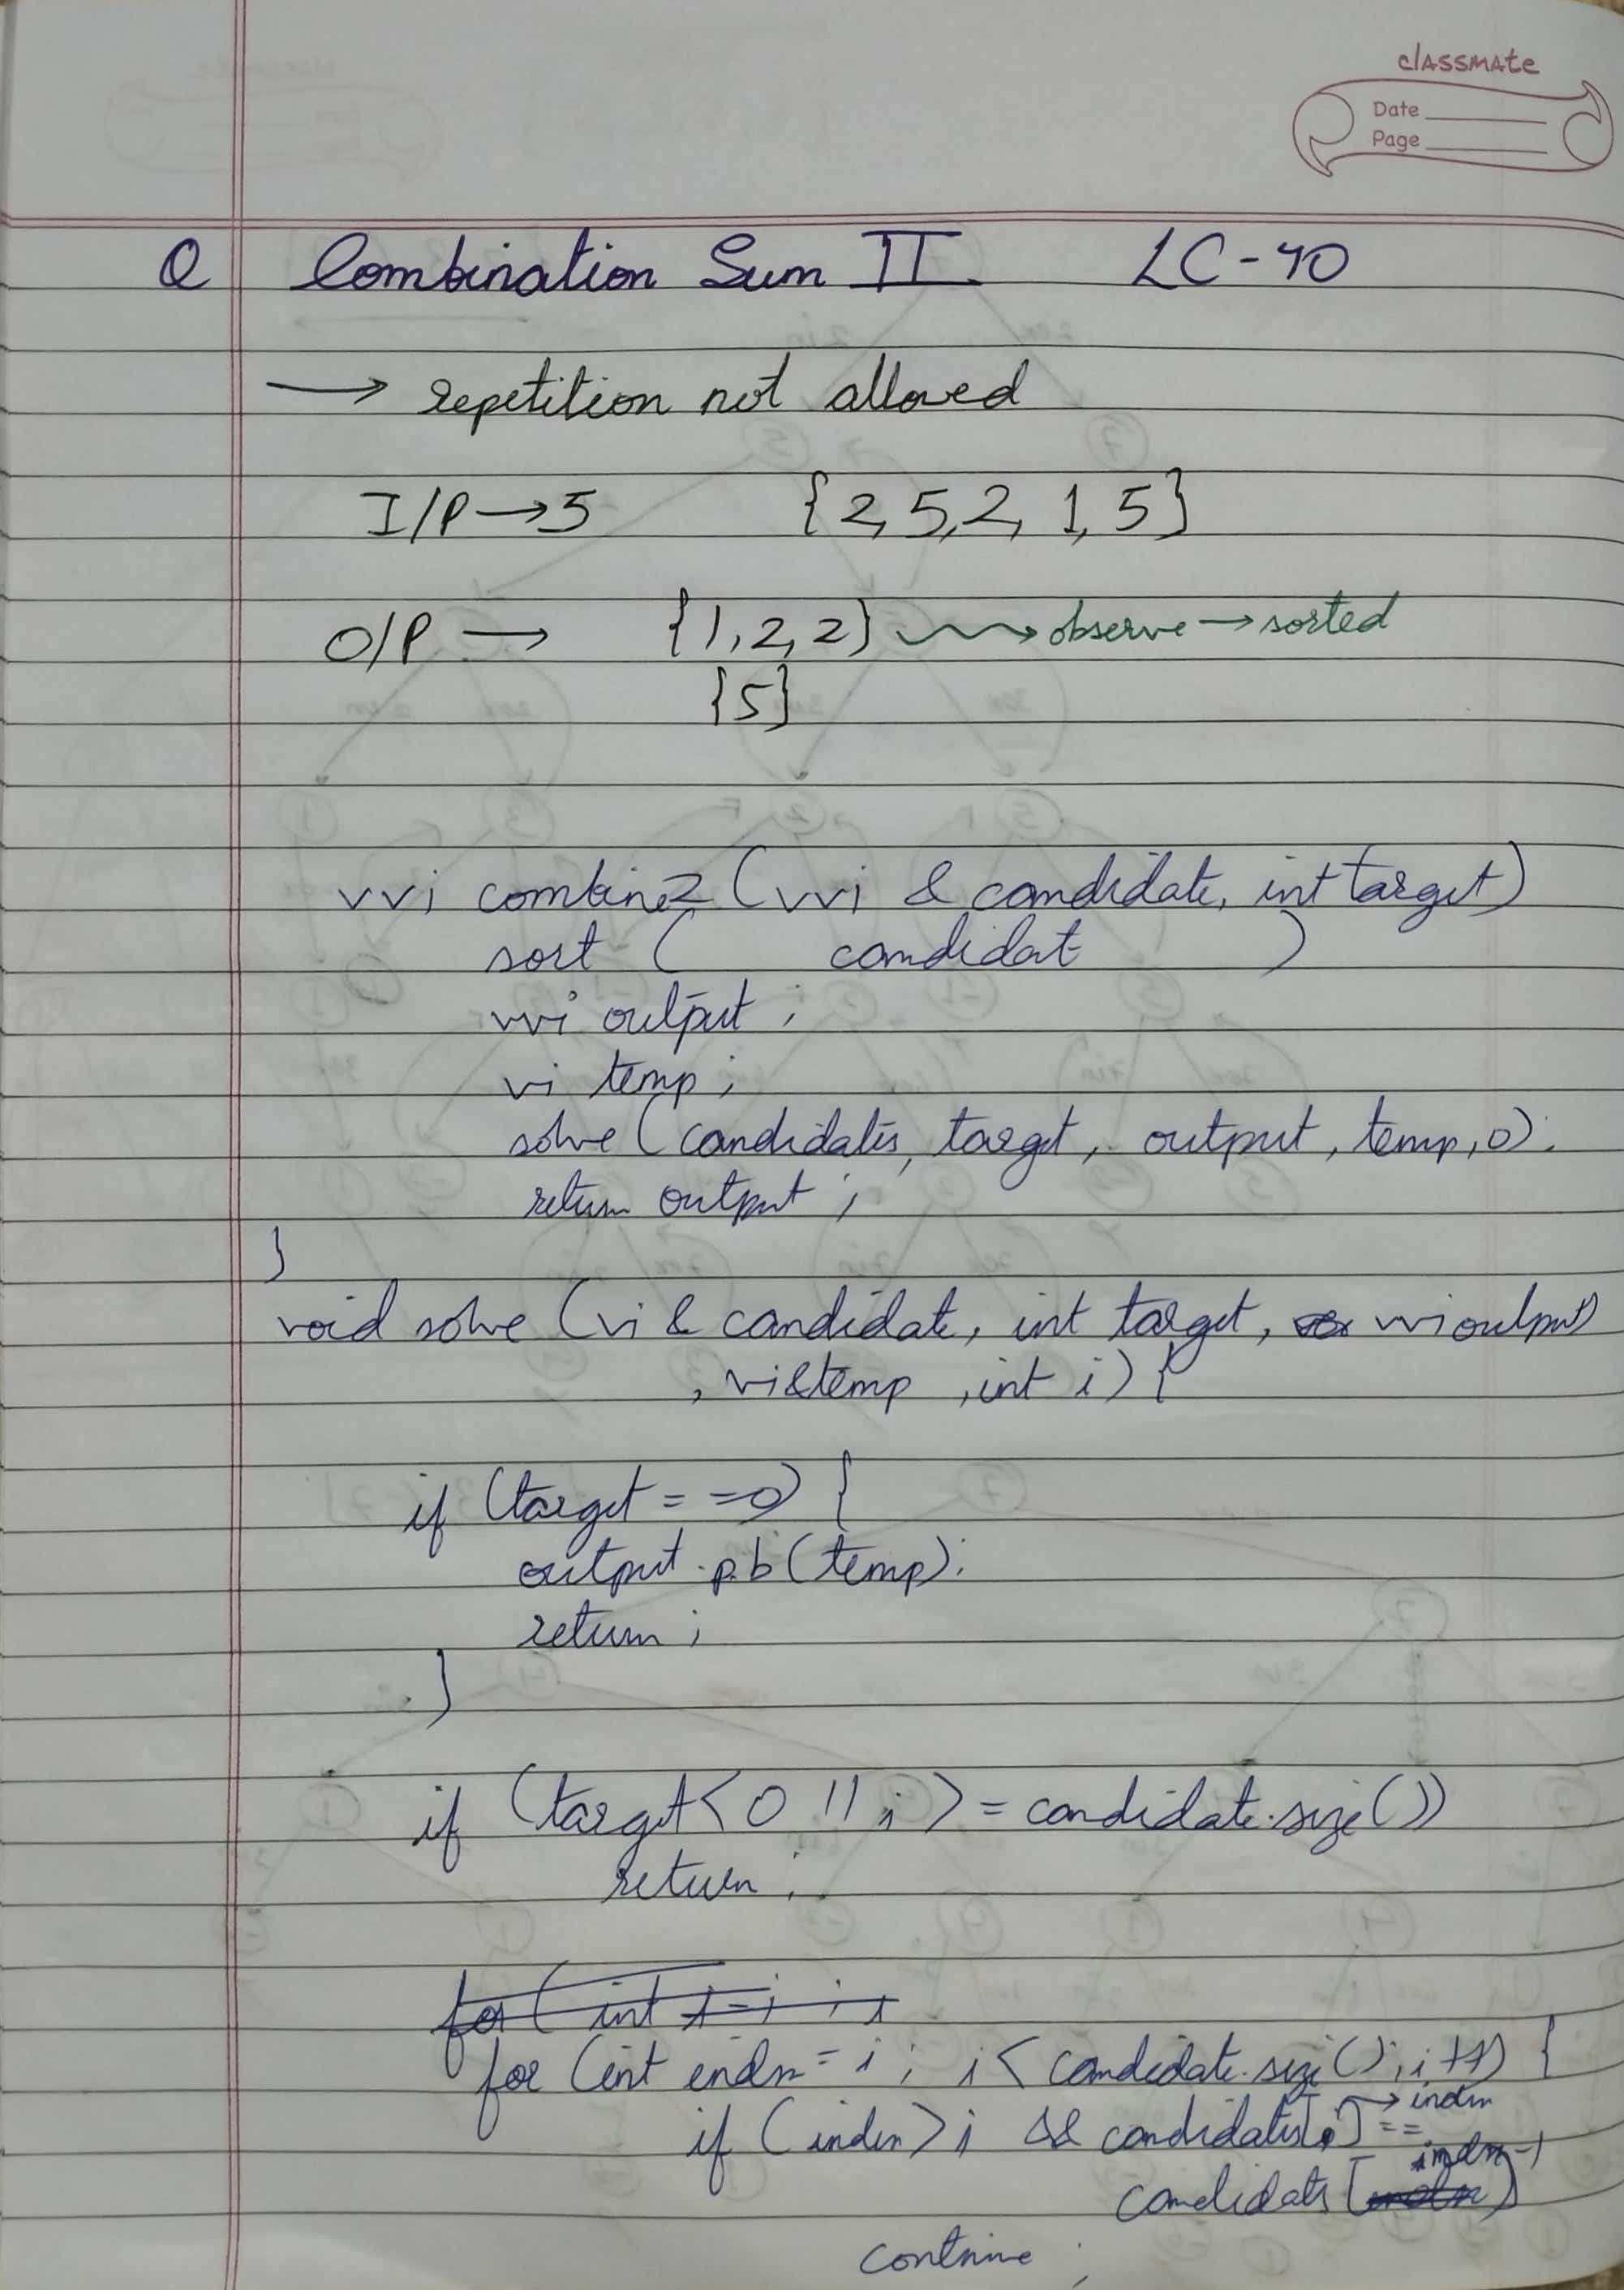 classmate
Date
Page
Q Combination Sum II LC-40
→ repetition not allowed
I/P → 5 {2,5,2,1,5}
O/P → {1,2,2} → observe → sorted
{5}
vvi combine2 (vvi & candidate, int target)
sort ( candidat )
vvi output ;
vi temp ;
solve (candidates, target, output, temp, 0);
return output ;
}
void solve (vi & candidate, int target, vvi output
, vi&temp , int i) {
if (target == 0) {
output.p.b(temp);
return ;
}
if (target < 0 || i >= candidate.size())
return ;
for ( int i = i ; i
for (int endx = i ; i < candidate.size(); i++) {
if (index > i && candidates[i] == → index
candidats [index-1]
continue ;